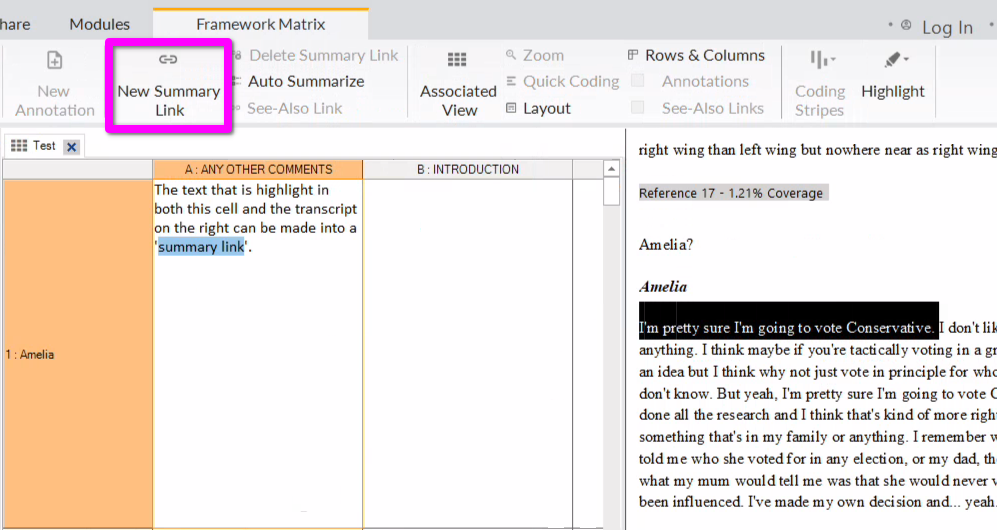 hare Modules Framework Matrix Log In
New Annotation
New Summary Link
Delete Summary Link
Auto Summarize
See-Also Link
Associated View
Zoom
Quick Coding
Layout
Rows & Columns
Annotations
See-Also Links
Coding Stripes
Highlight
Test
A : ANY OTHER COMMENTS B : INTRODUCTION
1 : Amelia
The text that is highlight in
both this cell and the transcript
on the right can be made into a
'summary link'.
right wing than left wing but nowhere near as right wing
Reference 17 - 1.21% Coverage
Amelia?
Amelia
I'm pretty sure I'm going to vote Conservative. I don't lik
anything. I think maybe if you're tactically voting in a gr
an idea but I think why not just vote in principle for who
don't know. But yeah, I'm pretty sure I'm going to vote C
done all the research and I think that's kind of more righ
something that's in my family or anything. I remember w
told me who she voted for in any election, or my dad, th
what my mum would tell me was that she would never v
been influenced. I've made my own decision and... yeah.